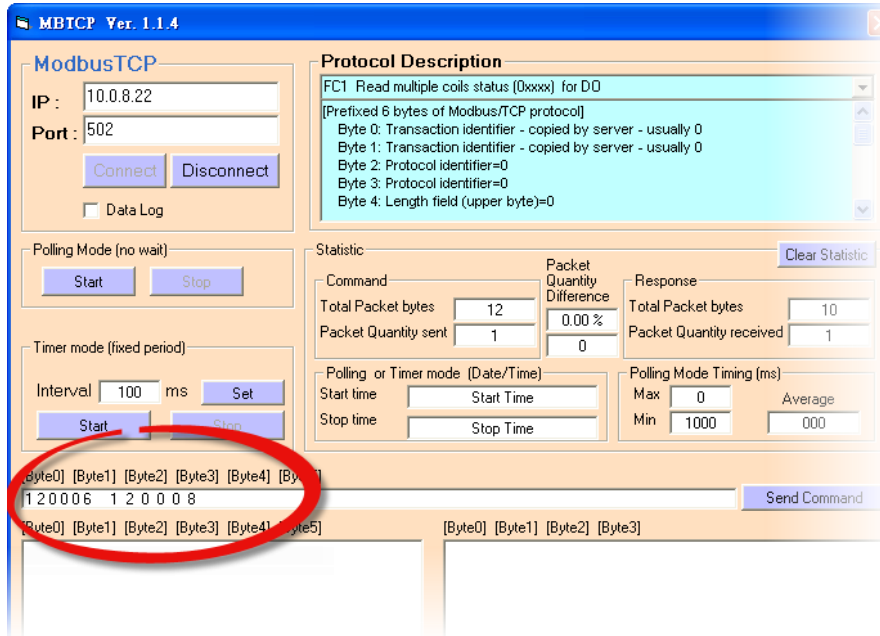 MBTCP Ver. 1.1.4
ModbusTCP
IP : 10.0.8.22
Port : 502
Connect Disconnect
Data Log
Protocol Description
FC1 Read multiple coils status (0xxxx) for DO
[Prefixed 6 bytes of Modbus/TCP protocol]
Byte 0: Transaction identifier - copied by server - usually 0
Byte 1: Transaction identifier - copied by server - usually 0
Byte 2: Protocol identifier=0
Byte 3: Protocol identifier=0
Byte 4: Length field (upper byte)=0
Polling Mode (no wait)
Start Stop
Timer mode (fixed period)
Interval 100 ms Set
Start Stop
Statistic
Clear Statistic
Command
Total Packet bytes 12
Packet Quantity sent 1
Packet
Quantity
Difference
0.00 %
0
Response
Total Packet bytes 10
Packet Quantity received 1
Polling or Timer mode (Date/Time)
Start time Start Time
Stop time Stop Time
Polling Mode Timing (ms)
Max 0
Min 1000
Average
000
[Byte0] [Byte1] [Byte2] [Byte3] [Byte4]
1 2 0 0 0 6 1 2 0 0 0 8
Send Command
[Byte0] [Byte1] [Byte2] [Byte3] [Byte4] [Byte5]
[Byte0] [Byte1] [Byte2] [Byte3]